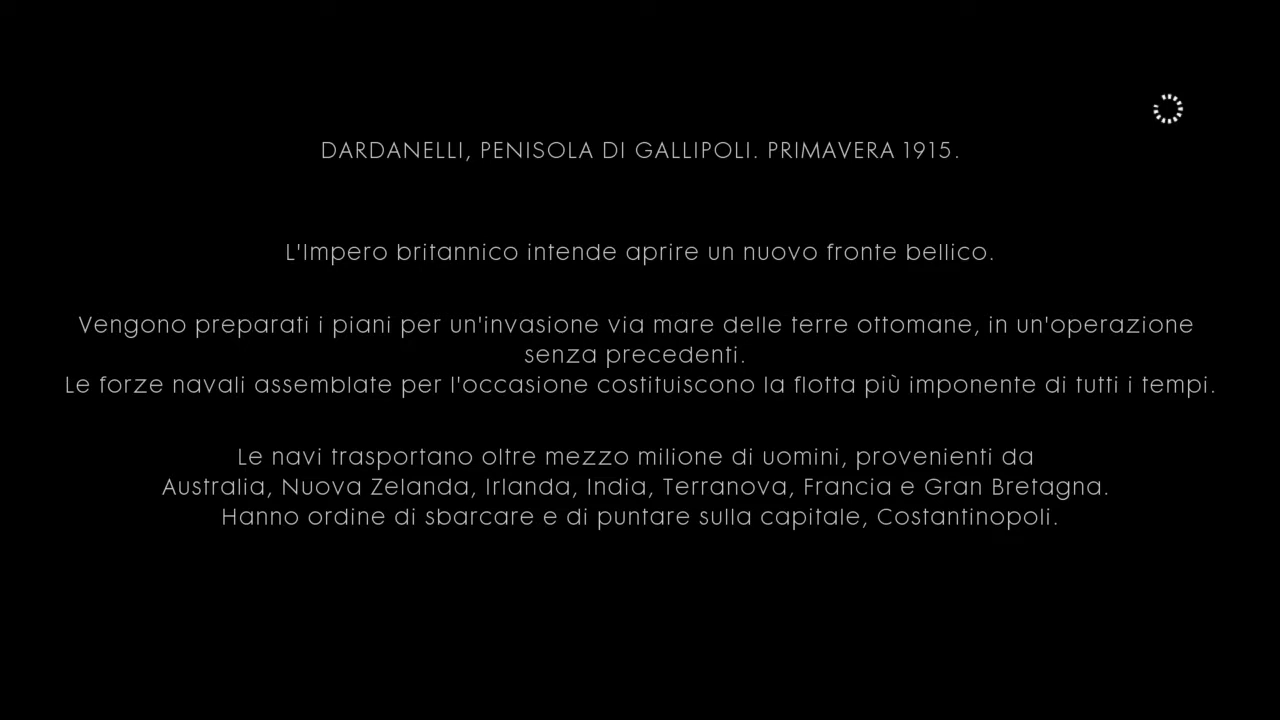 DARDANELLI, PENISOLA DI GALLIPOLI. PRIMAVERA 1915.
L'Impero britannico intende aprire un nuovo fronte bellico.
Vengono preparati i piani per un'invasione via mare delle terre ottomane, in un'operazione
senza precedenti.
Le forze navali assemblate per l'occasione costituiscono la flotta più imponente di tutti i tempi.
Le navi trasportano oltre mezzo milione di uomini, provenienti da
Australia, Nuova Zelanda, Irlanda, India, Terranova, Francia e Gran Bretagna.
Hanno ordine di sbarcare e di puntare sulla capitale, Costantinopoli.